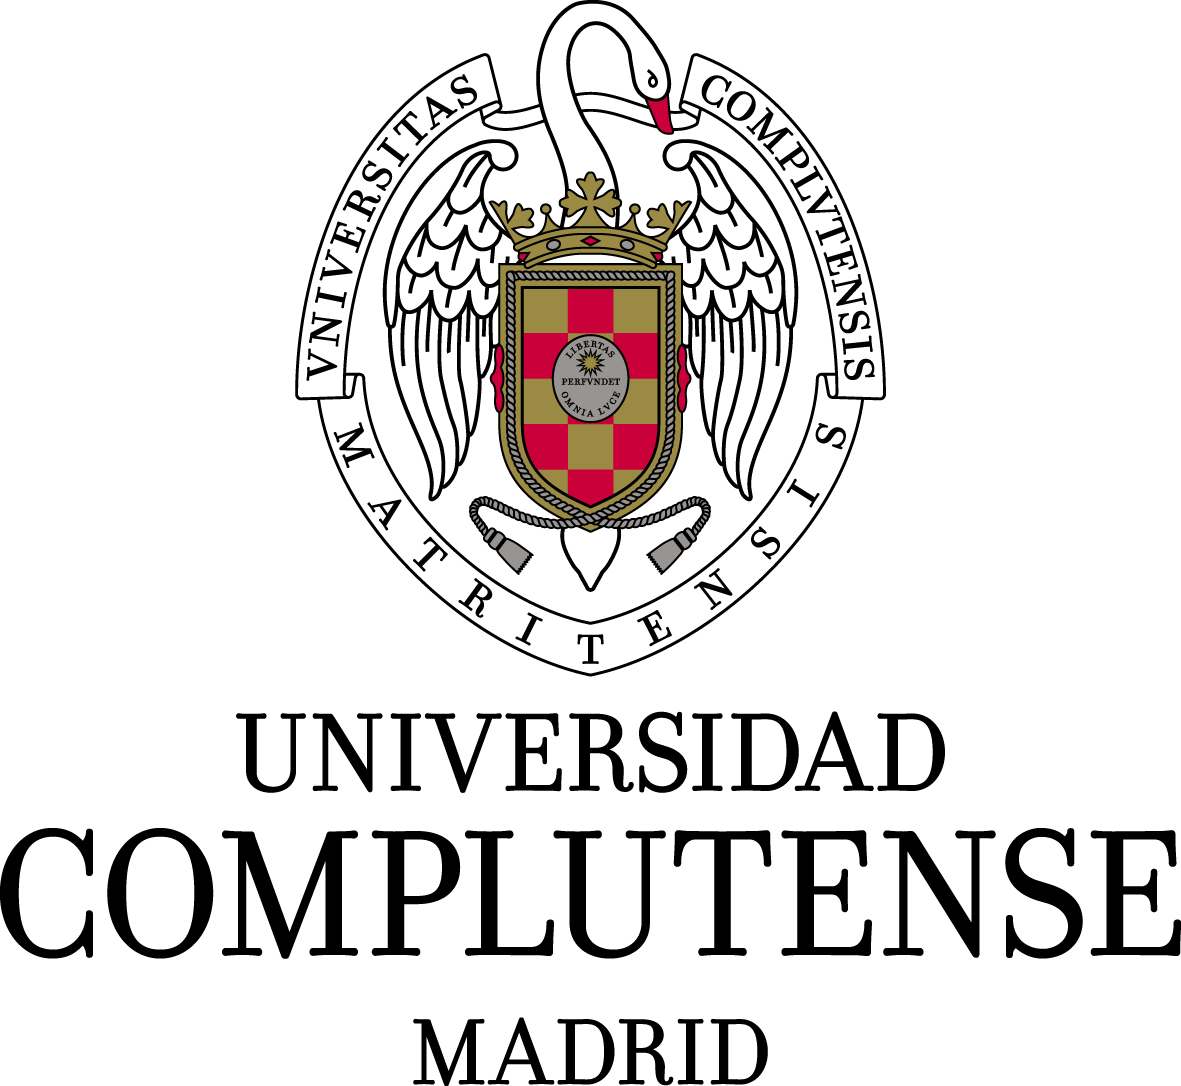 VNIVERSITAS COMPLVTENSIS
MATRITENSIS
LIBERTAS
PERFVNDET
OMNIA LVCE
UNIVERSIDAD
COMPLUTENSE
MADRID